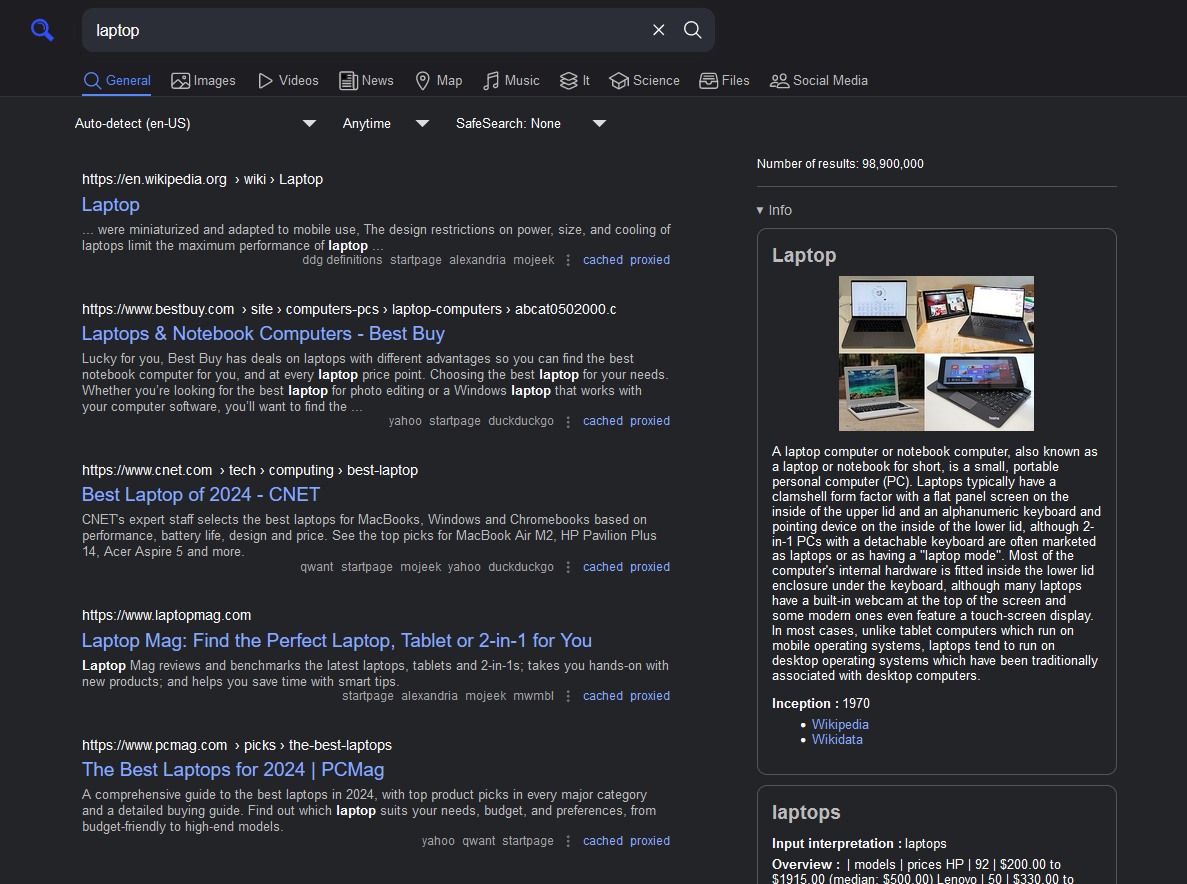 laptop
General Images Videos News Map Music It Science Files Social Media
Auto-detect (en-US) Anytime SafeSearch: None
https://en.wikipedia.org › wiki › Laptop
Laptop
... were miniaturized and adapted to mobile use, The design restrictions on power, size, and cooling of
laptops limit the maximum performance of laptop ...
ddg definitions startpage alexandria mojeek cached proxied
https://www.bestbuy.com › site › computers-pcs › laptop-computers › abcat0502000.c
Laptops & Notebook Computers - Best Buy
Lucky for you, Best Buy has deals on laptops with different advantages so you can find the best
notebook computer for you, and at every laptop price point. Choosing the best laptop for your needs.
Whether you're looking for the best laptop for photo editing or a Windows laptop that works with
your computer software, you'll want to find the ...
yahoo startpage duckduckgo cached proxied
https://www.cnet.com › tech › computing › best-laptop
Best Laptop of 2024 - CNET
CNET's expert staff selects the best laptops for MacBooks, Windows and Chromebooks based on
performance, battery life, design and price. See the top picks for MacBook Air M2, HP Pavilion Plus
14, Acer Aspire 5 and more.
qwant startpage mojeek yahoo duckduckgo cached proxied
https://www.laptopmag.com
Laptop Mag: Find the Perfect Laptop, Tablet or 2-in-1 for You
Laptop Mag reviews and benchmarks the latest laptops, tablets and 2-in-1s; takes you hands-on with
new products; and helps you save time with smart tips.
startpage alexandria mojeek mwmbl cached proxied
https://www.pcmag.com › picks › the-best-laptops
The Best Laptops for 2024 | PCMag
A comprehensive guide to the best laptops in 2024, with top product picks in every major category
and a detailed buying guide. Find out which laptop suits your needs, budget, and preferences, from
budget-friendly to high-end models.
yahoo qwant startpage cached proxied
Number of results: 98,900,000
Info
Laptop
A laptop computer or notebook computer, also known as
a laptop or notebook for short, is a small, portable
personal computer (PC). Laptops typically have a
clamshell form factor with a flat panel screen on the
inside of the upper lid and an alphanumeric keyboard and
pointing device on the inside of the lower lid, although 2-
in-1 PCs with a detachable keyboard are often marketed
as laptops or as having a "laptop mode". Most of the
computer's internal hardware is fitted inside the lower lid
enclosure under the keyboard, although many laptops
have a built-in webcam at the top of the screen and
some modern ones even feature a touch-screen display.
In most cases, unlike tablet computers which run on
mobile operating systems, laptops tend to run on
desktop operating systems which have been traditionally
associated with desktop computers.
Inception : 1970
Wikipedia
Wikidata
laptops
Input interpretation : laptops
Overview : | models | prices HP | 92 | $200.00 to
$1915.00 (median: $500.00) Lenovo | 50 | $330.00 to